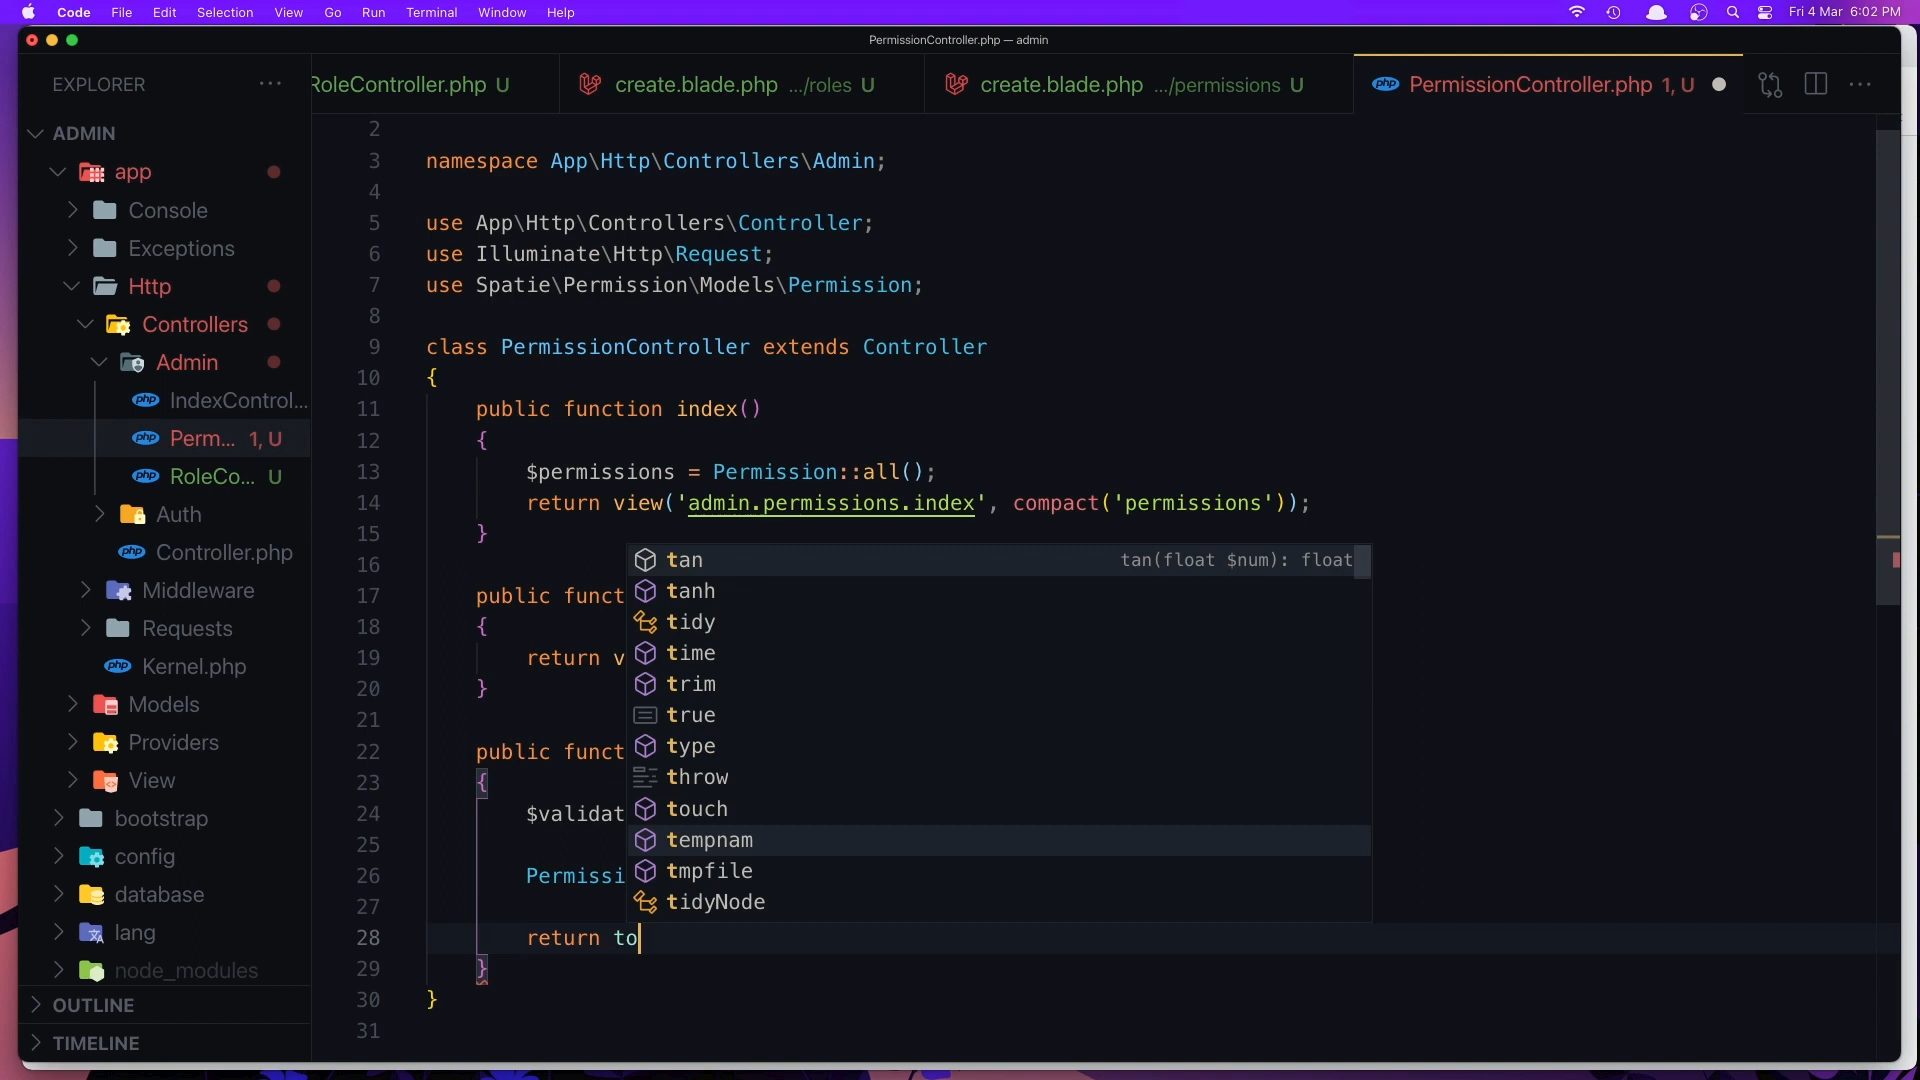 Code File Edit Selection View Go Run Terminal Window Help Fri 4 Mar 6:02 PM
PermissionController.php — admin
EXPLORER
RoleController.php U
create.blade.php .../roles U
create.blade.php .../permissions U
PermissionController.php 1, U
ADMIN
app
Console
Exceptions
Http
Controllers
Admin
IndexControl...
Perm... 1, U
RoleCo... U
Auth
Controller.php
Middleware
Requests
Kernel.php
Models
Providers
View
bootstrap
config
database
lang
node_modules
OUTLINE
TIMELINE
2
3 namespace App\Http\Controllers\Admin;
4
5 use App\Http\Controllers\Controller;
6 use Illuminate\Http\Request;
7 use Spatie\Permission\Models\Permission;
8
9 class PermissionController extends Controller
10 {
11 public function index()
12 {
13 $permissions = Permission::all();
14 return view('admin.permissions.index', compact('permissions'));
15 }
16
17 public funct
18 {
19 return v
20 }
21
22 public funct
23 {
24 $validat
25
26 Permissi
27
28 return to
29 }
30 }
31
tan tan(float $num): float
tanh
tidy
time
trim
true
type
throw
touch
tempnam
tmpfile
tidyNode